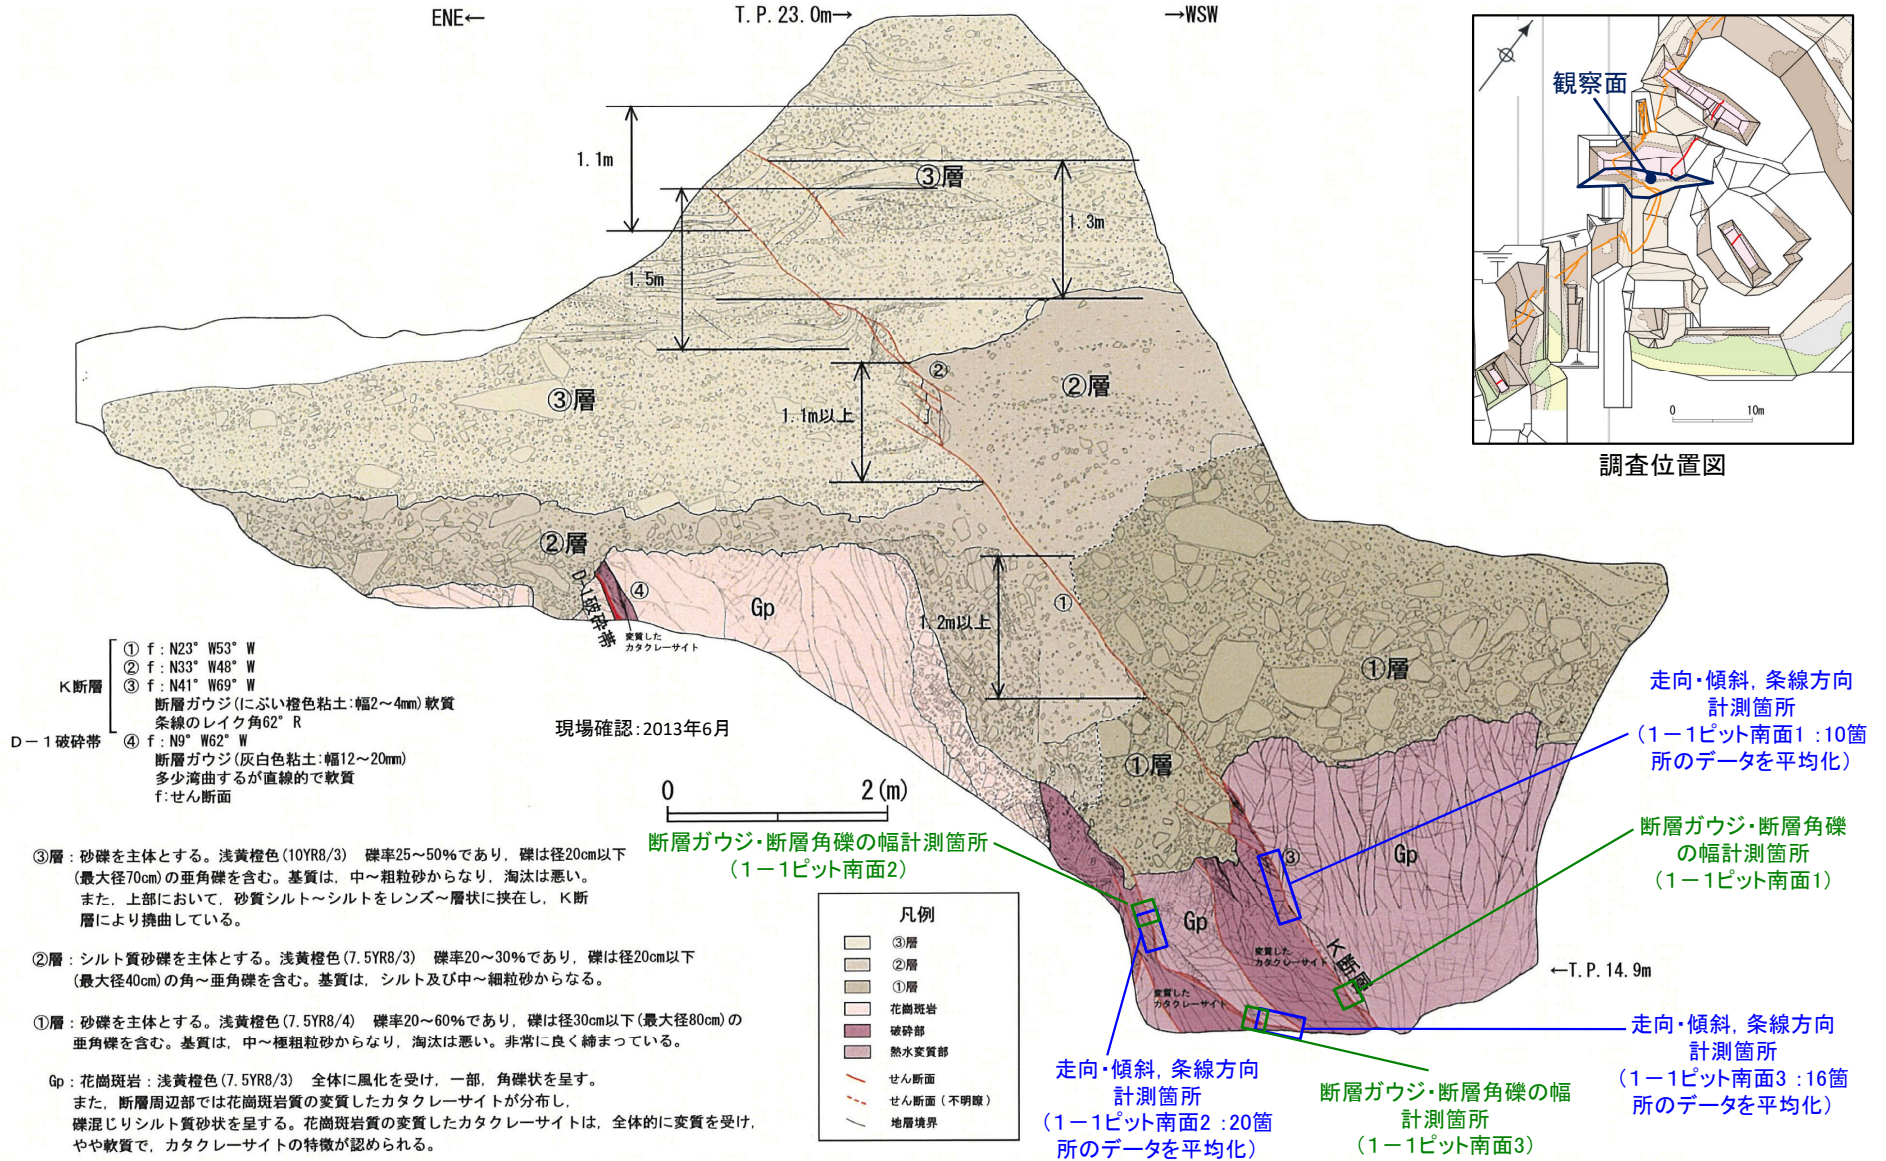 ENE←
T.P.23.0m→
→WSW
観察面
0 10m
調査位置図
1.1m
③層
1.3m
1.5m
②
②層
③層
1.1m以上
②層
D-1破砕帯
④
変質した
カタクレーサイト
Gp
①
1.2m以上
①層
①層
③
Gp
Gp
変質した
カタクレーサイト
K断層
変質した
カタクレーサイト
←T.P.14.9m
K断層
① f:N23°W53°W
② f:N33°W48°W
③ f:N41°W69°W
断層ガウジ(にぶい橙色粘土:幅2~4mm)軟質
条線のレイク角62°R
D-1破砕帯 ④ f:N9°W62°W
断層ガウジ(灰白色粘土:幅12~20mm)
多少湾曲するが直線的で軟質
f:せん断面
現場確認:2013年6月
0 2(m)
走向・傾斜,条線方向
計測箇所
(1-1ピット南面1:10箇
所のデータを平均化)
断層ガウジ・断層角礫
の幅計測箇所
(1-1ピット南面1)
断層ガウジ・断層角礫の幅計測箇所
(1-1ピット南面2)
走向・傾斜,条線方向
計測箇所
(1-1ピット南面2:20箇
所のデータを平均化)
断層ガウジ・断層角礫の幅
計測箇所
(1-1ピット南面3)
走向・傾斜,条線方向
計測箇所
(1-1ピット南面3:16箇
所のデータを平均化)
③層:砂礫を主体とする。浅黄橙色(10YR8/3) 礫率25~50%であり,礫は径20cm以下
(最大径70cm)の亜角礫を含む。基質は,中~粗粒砂からなり,淘汰は悪い。
また,上部において,砂質シルト~シルトをレンズ~層状に挟在し,K断
層により撓曲している。
②層:シルト質砂礫を主体とする。浅黄橙色(7.5YR8/3) 礫率20~30%であり,礫は径20cm以下
(最大径40cm)の角~亜角礫を含む。基質は,シルト及び中~細粒砂からなる。
①層:砂礫を主体とする。浅黄橙色(7.5YR8/4) 礫率20~60%であり,礫は径30cm以下(最大径80cm)の
亜角礫を含む。基質は,中~極粗粒砂からなり,淘汰は悪い。非常に良く締まっている。
Gp:花崗斑岩:浅黄橙色(7.5YR8/3) 全体に風化を受け,一部,角礫状を呈す。
また,断層周辺部では花崗斑岩質の変質したカタクレーサイトが分布し,
礫混じりシルト質砂状を呈する。花崗斑岩質の変質したカタクレーサイトは,全体的に変質を受け,
やや軟質で,カタクレーサイトの特徴が認められる。
凡例
③層
②層
①層
花崗斑岩
破砕部
熱水変質部
せん断面
せん断面(不明瞭)
地層境界